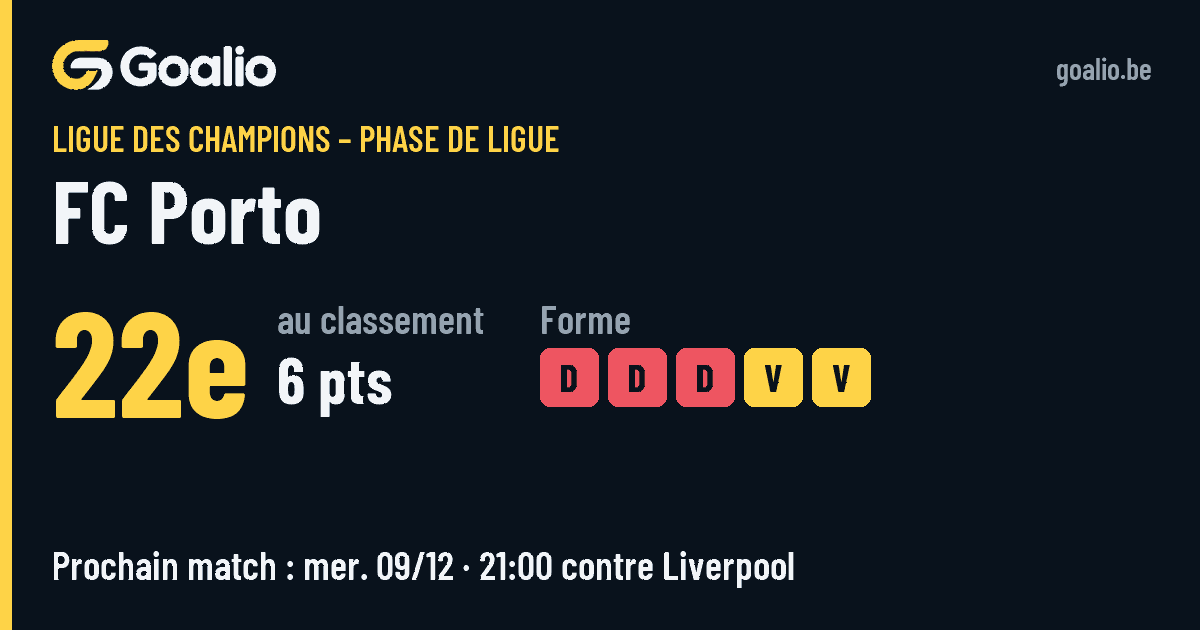 Goalio
goalio.be
LIGUE DES CHAMPIONS – PHASE DE LIGUE
FC Porto
22e
au classement
6 pts
Forme
D D D V V
Prochain match : mer. 09/12 · 21:00 contre Liverpool